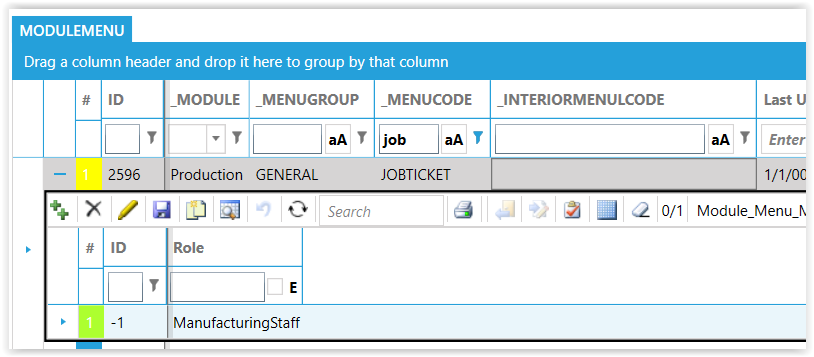 MODULEMENU
Drag a column header and drop it here to group by that column
# ID _MODULE _MENUGROUP _MENUCODE _INTERIORMENULCODE Last U
aA job aA aA Enter
1 2596 Production GENERAL JOBTICKET 1/1/00
Search 0/1 Module_Menu_M
# ID Role
E
1 -1 ManufacturingStaff